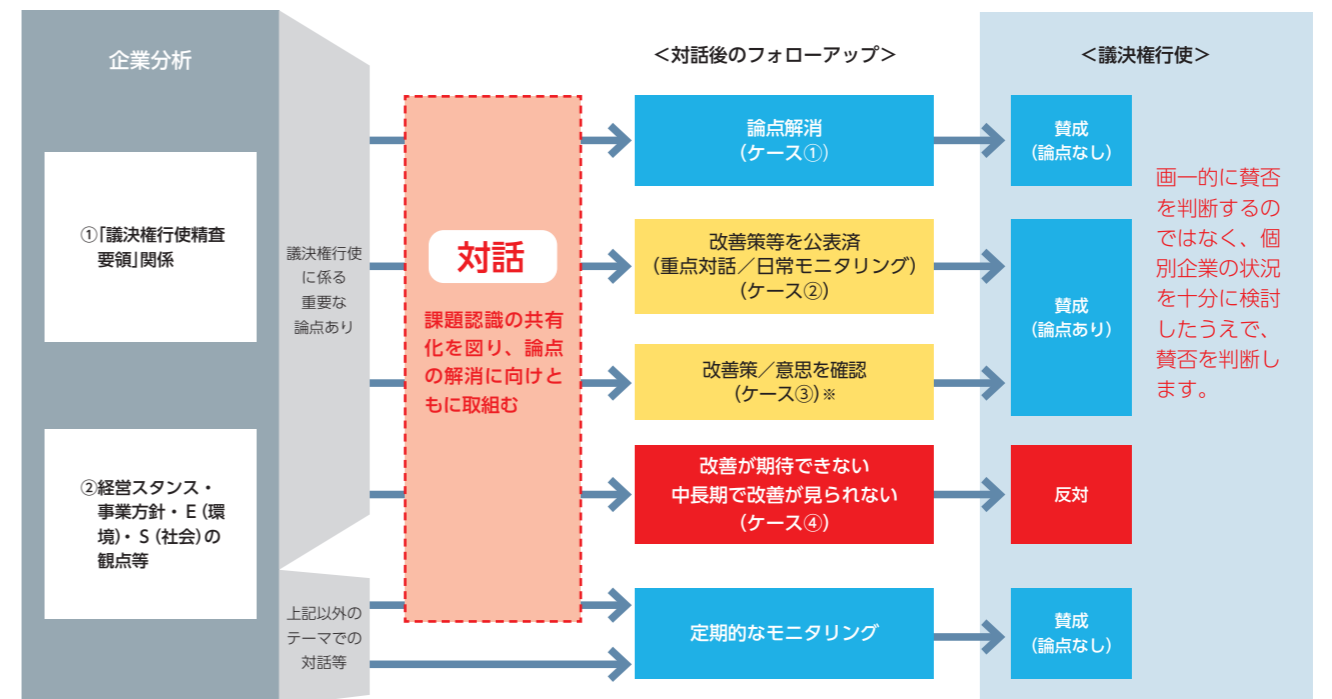 企業分析
①「議決権行使精査
要領」関係
②経営スタンス・
事業方針・E（環
境）・S（社会）の
観点等
議決権行使
に係る
重要な
論点あり
上記以外の
テーマでの
対話等
対話
課題認識の共有
化を図り、論点
の解消に向けと
もに取組む
＜対話後のフォローアップ＞
論点解消
（ケース①）
改善策等を公表済
（重点対話／日常モニタリング）
（ケース②）
改善策／意思を確認
（ケース③）※
改善が期待できない
中長期で改善が見られない
（ケース④）
定期的なモニタリング
＜議決権行使＞
賛成
（論点なし）
賛成
（論点あり）
反対
賛成
（論点なし）
画一的に賛否
を判断するの
ではなく、個
別企業の状況
を十分に検討
したうえで、
賛否を判断し
ます。